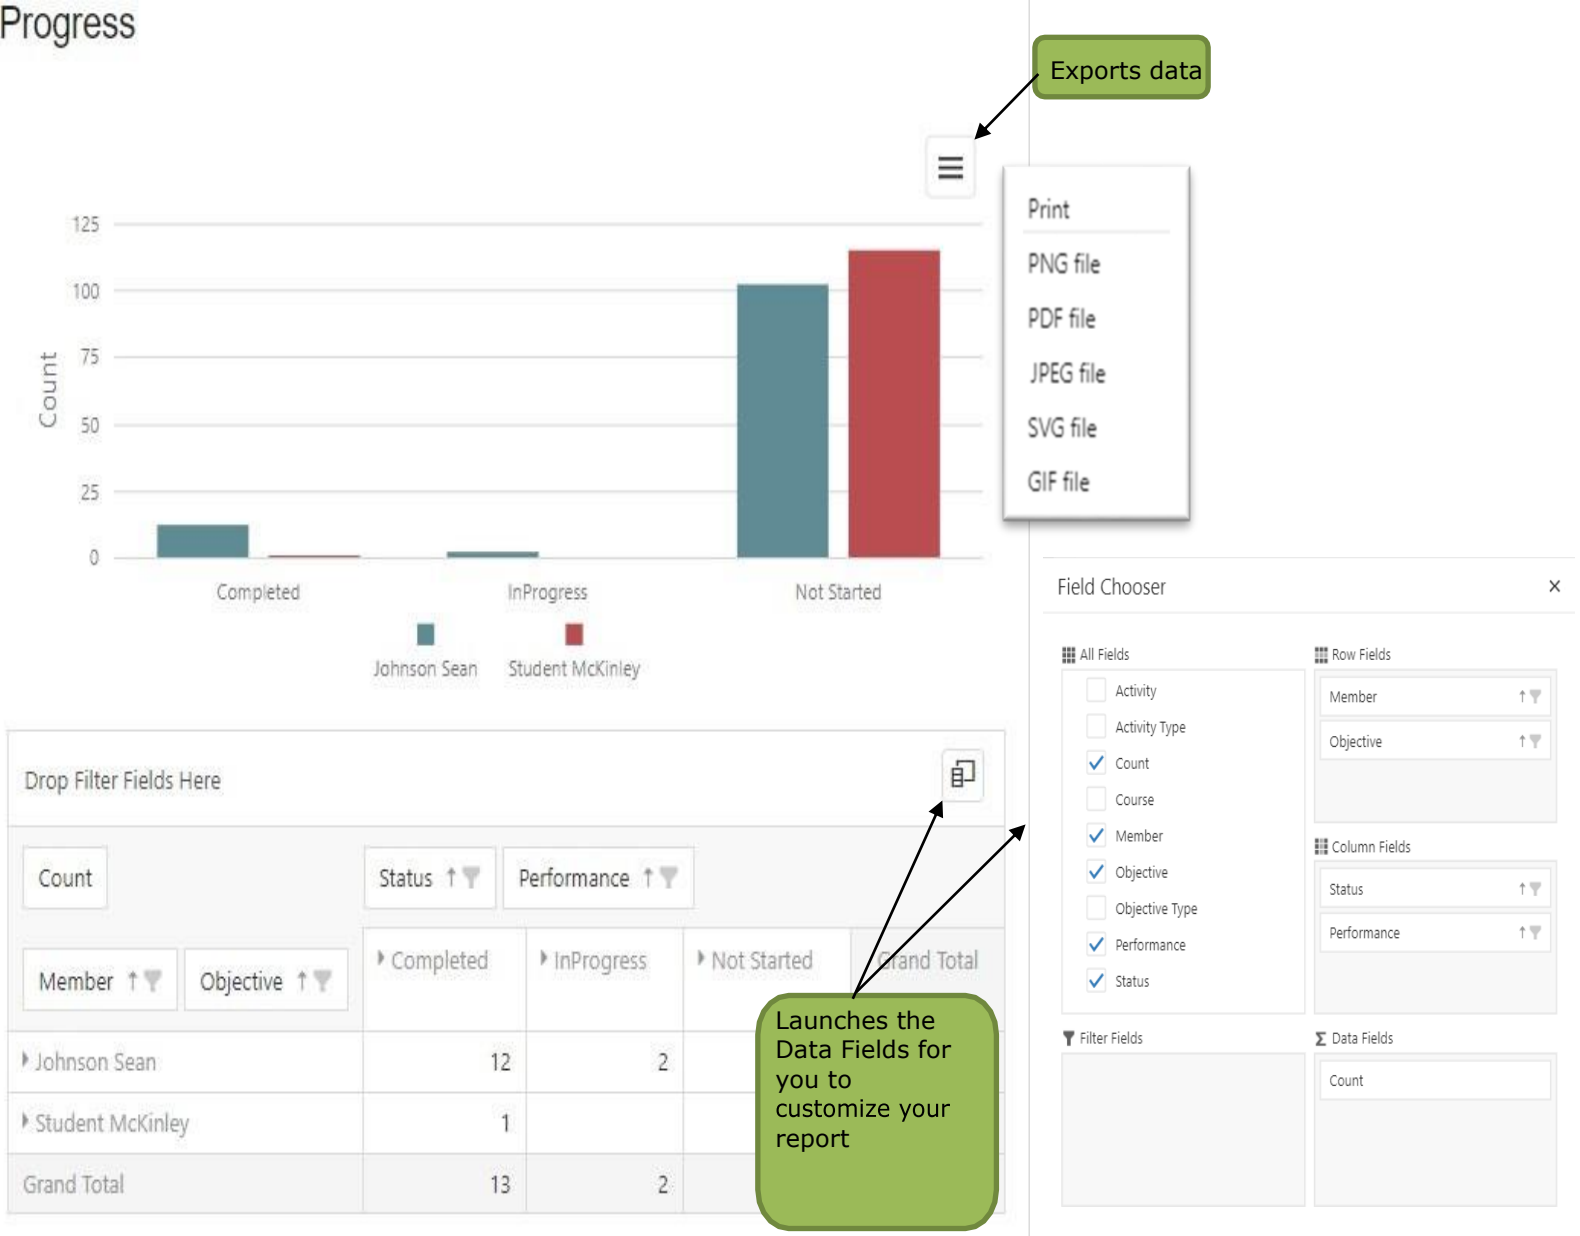 Progress
Exports data
Print
PNG file
PDF file
JPEG file
SVG file
GIF file
125
100
75
50
25
0
Count
Completed InProgress Not Started
Johnson Sean Student McKinley
Drop Filter Fields Here
Count Status Performance
Member Objective Completed InProgress Not Started Grand Total
Johnson Sean 12 2
Student McKinley 1
Grand Total 13 2
Launches the
Data Fields for
you to
customize your
report
Field Chooser
All Fields
Activity
Activity Type
Count
Course
Member
Objective
Objective Type
Performance
Status
Row Fields
Member
Objective
Column Fields
Status
Performance
Filter Fields
Data Fields
Count